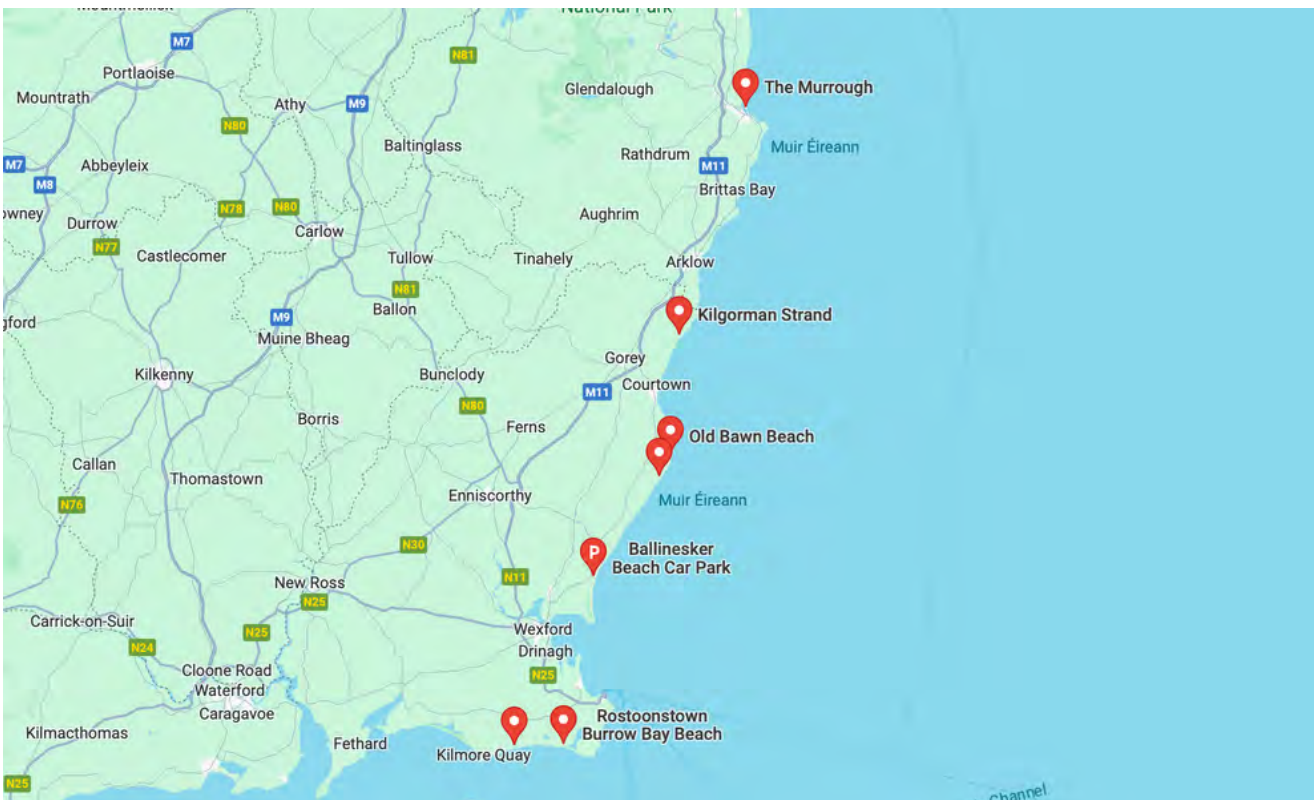 National Park
M7
N81
Portlaoise
Mountrath
Athy
M9
Glendalough
The Murrough
N80
Baltinglass
Rathdrum
Muir Éireann
M7
Abbeyleix
M11
M8
Brittas Bay
Durrow
N78
N80
Aughrim
N77
Carlow
Castlecomer
Tullow
Tinahely
Arklow
N81
Ballon
M9
Kilgorman Strand
Muine Bheag
Gorey
Kilkenny
Bunclody
Courtown
M11
N80
Borris
Ferns
Old Bawn Beach
Callan
Thomastown
Enniscorthy
Muir Éireann
N76
N30
P
Ballinesker
Beach Car Park
New Ross
N11
N25
Carrick-on-Suir
N25
Wexford
N24
Drinagh
Cloone Road
N25
Waterford
Caragavoe
Rostoonstown
Burrow Bay Beach
Kilmacthomas
Fethard
Kilmore Quay
N25
Channel